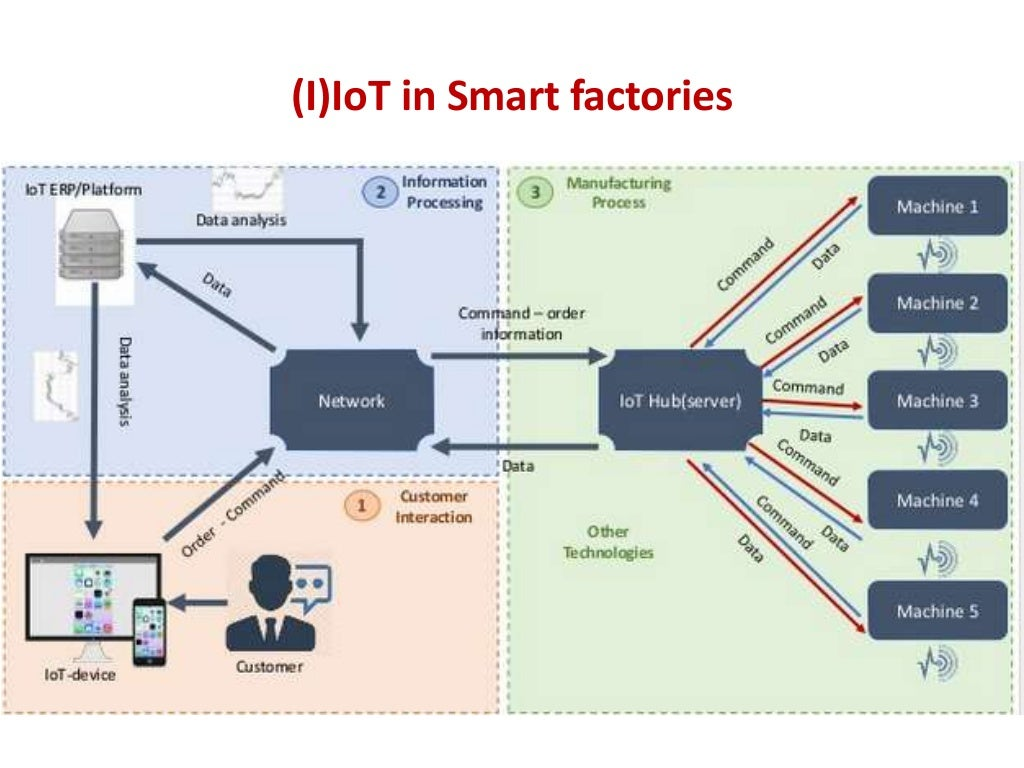 (I)IoT in Smart factories
IoT ERP/Platform
Data analysis
2
Information
Processing
Data
Data analysis
Network
Command – order
information
Data
Order - Command
1
Customer
Interaction
IoT-device
Customer
3
Manufacturing
Process
IoT Hub(server)
Other
Technologies
Command
Data
Machine 1
Command
Data
Machine 2
Command
Data
Machine 3
Command
Data
Machine 4
Command
Data
Machine 5